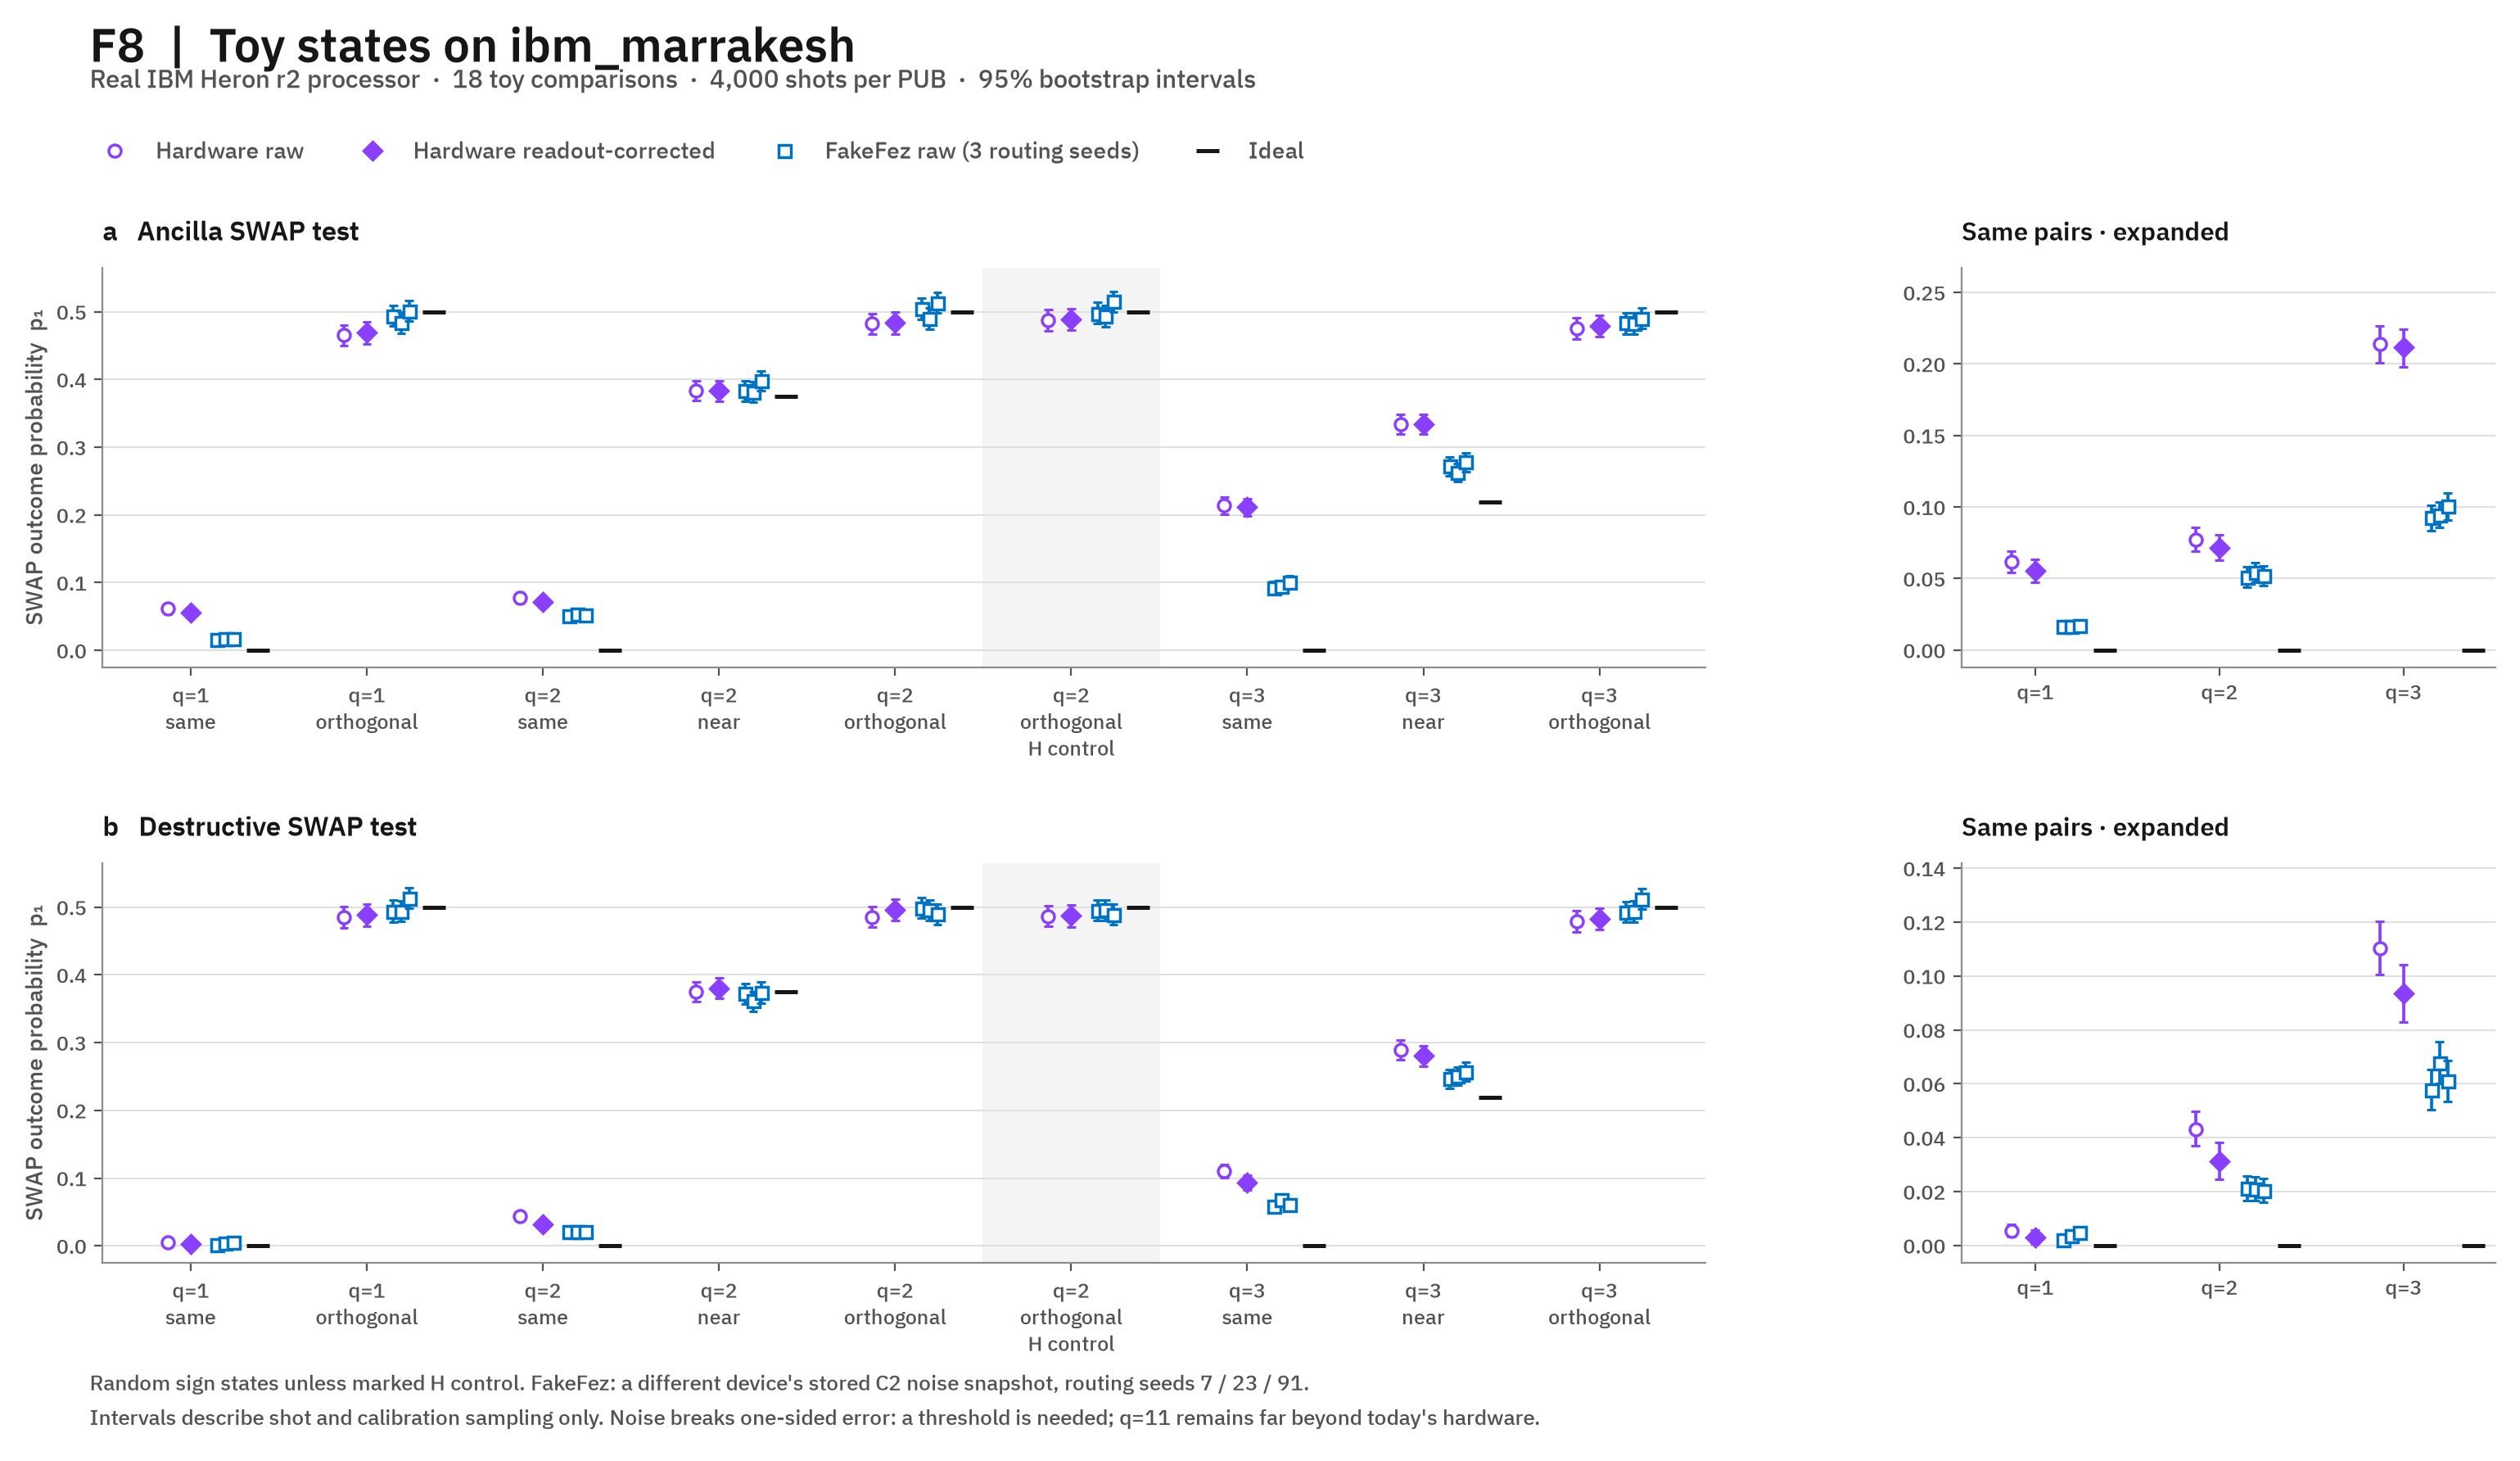 F8 | Toy states on ibm_marrakesh
Real IBM Heron r2 processor · 18 toy comparisons · 4,000 shots per PUB · 95% bootstrap intervals
Hardware raw
Hardware readout-corrected
FakeFez raw (3 routing seeds)
Ideal
a Ancilla SWAP test
SWAP outcome probability p₁
0.5
0.4
0.3
0.2
0.1
0.0
q=1
same
q=1
orthogonal
q=2
same
q=2
near
q=2
orthogonal
q=2
orthogonal
H control
q=3
same
q=3
near
q=3
orthogonal
Same pairs · expanded
0.25
0.20
0.15
0.10
0.05
0.00
q=1
q=2
q=3
b Destructive SWAP test
SWAP outcome probability p₁
0.5
0.4
0.3
0.2
0.1
0.0
q=1
same
q=1
orthogonal
q=2
same
q=2
near
q=2
orthogonal
q=2
orthogonal
H control
q=3
same
q=3
near
q=3
orthogonal
Same pairs · expanded
0.14
0.12
0.10
0.08
0.06
0.04
0.02
0.00
q=1
q=2
q=3
Random sign states unless marked H control. FakeFez: a different device's stored C2 noise snapshot, routing seeds 7 / 23 / 91.
Intervals describe shot and calibration sampling only. Noise breaks one-sided error: a threshold is needed; q=11 remains far beyond today's hardware.